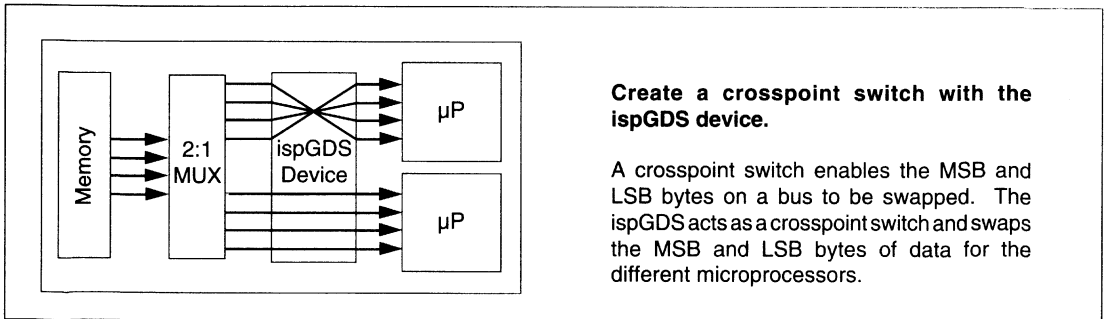 Memory
2:1
MUX
ispGDS
Device
µP
µP
Create a crosspoint switch with the
ispGDS device.
A crosspoint switch enables the MSB and
LSB bytes on a bus to be swapped. The
ispGDS acts as a crosspoint switch and swaps
the MSB and LSB bytes of data for the
different microprocessors.